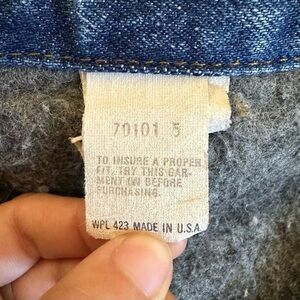 70101 5
TO INSURE A PROPER
FIT, TRY THIS GAR-
MENT ON BEFORE
PURCHASING.
WPL 423 MADE IN U.S.A.